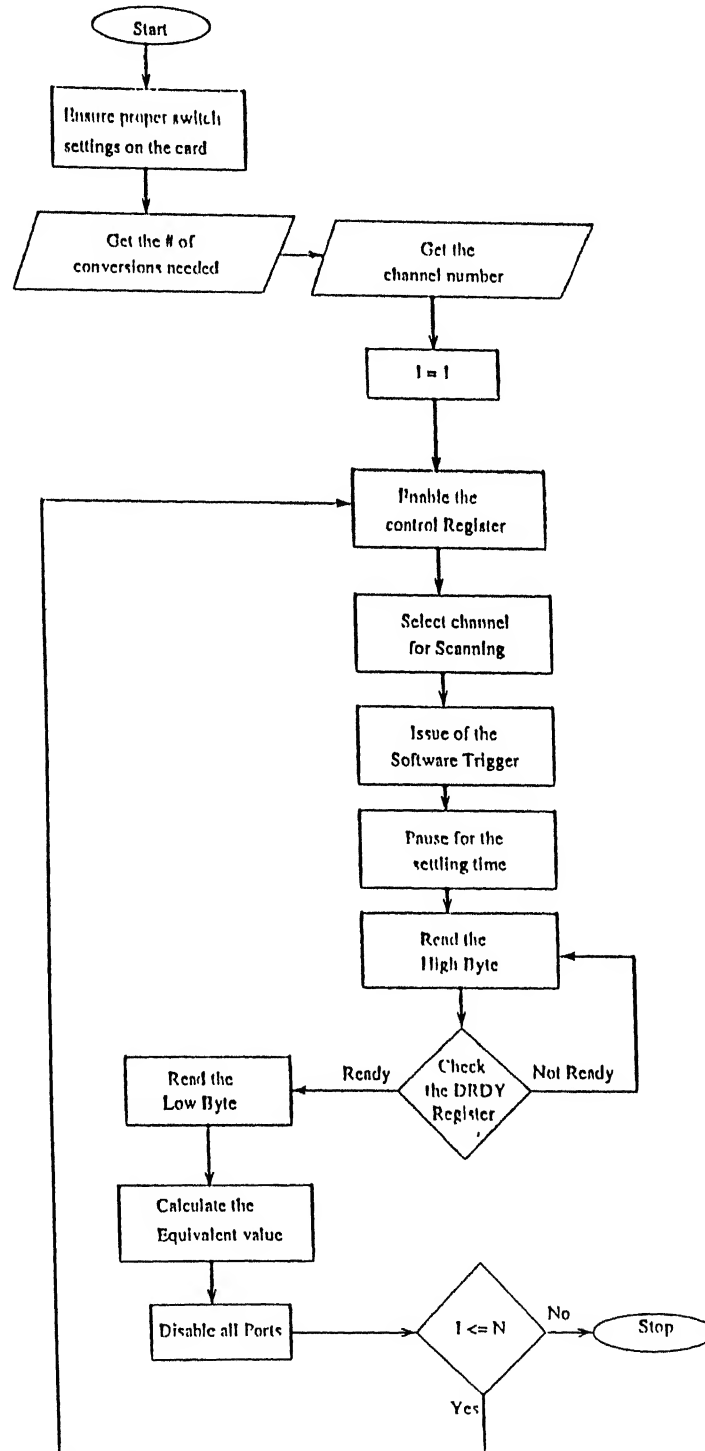 Start
Ensure proper switch
settings on the card
Get the # of
conversions needed
Get the
channel number
I = 1
Enable the
control Register
Select channel
for Scanning
Issue of the
Software Trigger
Pause for the
settling time
Read the
High Byte
Check
the DRDY
Register
Ready
Not Ready
Read the
Low Byte
Calculate the
Equivalent value
Disable all Ports
I <= N
No
Stop
Yes